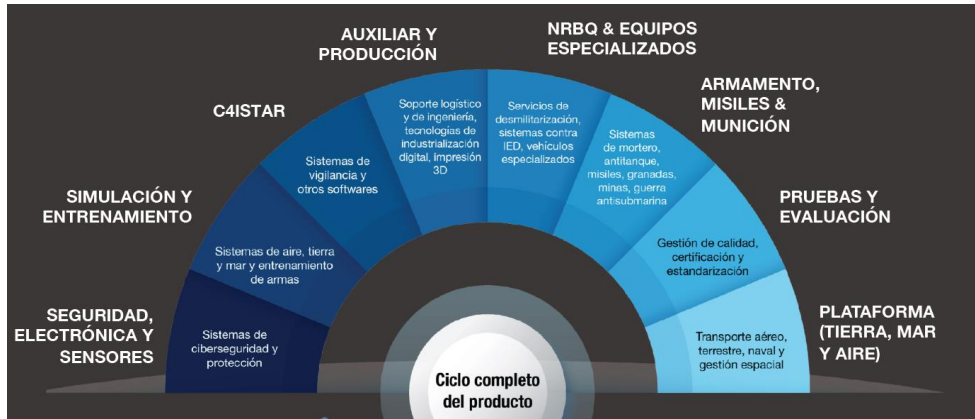 SEGURIDAD,
ELECTRÓNICA Y
SENSORES
Sistemas de
ciberseguridad y
protección
SIMULACIÓN Y
ENTRENAMIENTO
Sistemas de aire, tierra
y mar y entrenamiento
de armas
C4ISTAR
Sistemas de
vigilancia y
otros softwares
AUXILIAR Y
PRODUCCIÓN
Soporte logístico
y de ingeniería,
tecnologías de
industrialización
digital, impresión
3D
NRBQ & EQUIPOS
ESPECIALIZADOS
Servicios de
desmilitarización,
sistemas contra
IED, vehículos
especializados
ARMAMENTO,
MISILES &
MUNICIÓN
Sistemas
de mortero,
antitanque,
misiles, granadas,
minas, guerra
antisubmarina
PRUEBAS Y
EVALUACIÓN
Gestión de calidad,
certificación y
estandarización
PLATAFORMA
(TIERRA, MAR
Y AIRE)
Transporte aéreo,
terrestre, naval y
gestión espacial
Ciclo completo
del producto